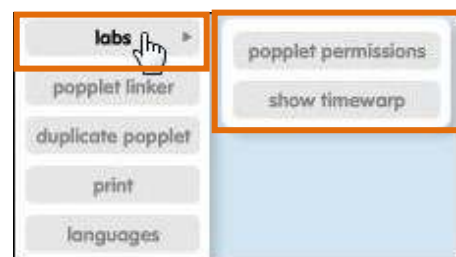 labs
popplet permissions
popplet linker
show timewarp
duplicate popplet
print
languages